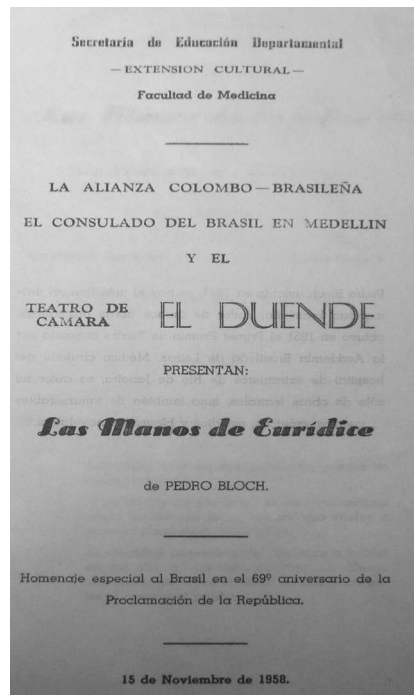 Secretaría de Educación Departamental
— EXTENSION CULTURAL —
Facultad de Medicina
LA ALIANZA COLOMBO — BRASILEÑA
EL CONSULADO DEL BRASIL EN MEDELLIN
Y EL
TEATRO DE CAMARA EL DUENDE
PRESENTAN:
Las Manos de Eurídice
de PEDRO BLOCH.
Homenaje especial al Brasil en el 69º aniversario de la
Proclamación de la República.
15 de Noviembre de 1958.